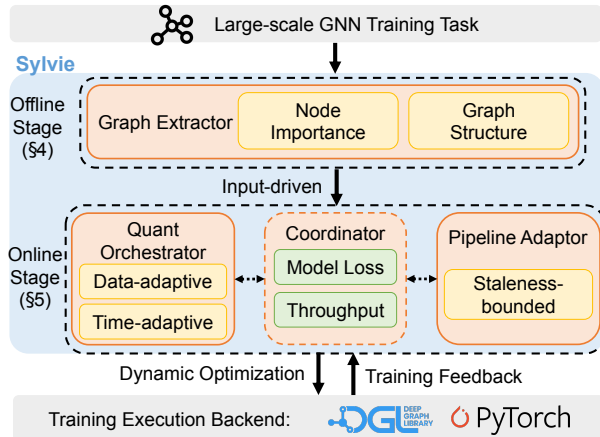 Large-scale GNN Training Task
Sylvie
Offline
Stage
(§4)
Graph Extractor
Node
Importance
Graph
Structure
Input-driven
Online
Stage
(§5)
Quant
Orchestrator
Data-adaptive
Time-adaptive
Coordinator
Model Loss
Throughput
Pipeline Adaptor
Staleness-
bounded
Dynamic Optimization
Training Feedback
Training Execution Backend:
DGL
DEEP
GRAPH
LIBRARY
PyTorch